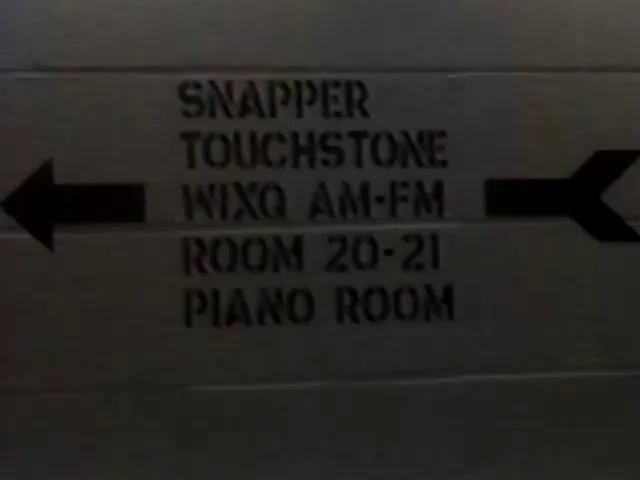 SNAPPER
TOUCHSTONE
WIXQ AM-FM
ROOM 20-21
PIANO ROOM